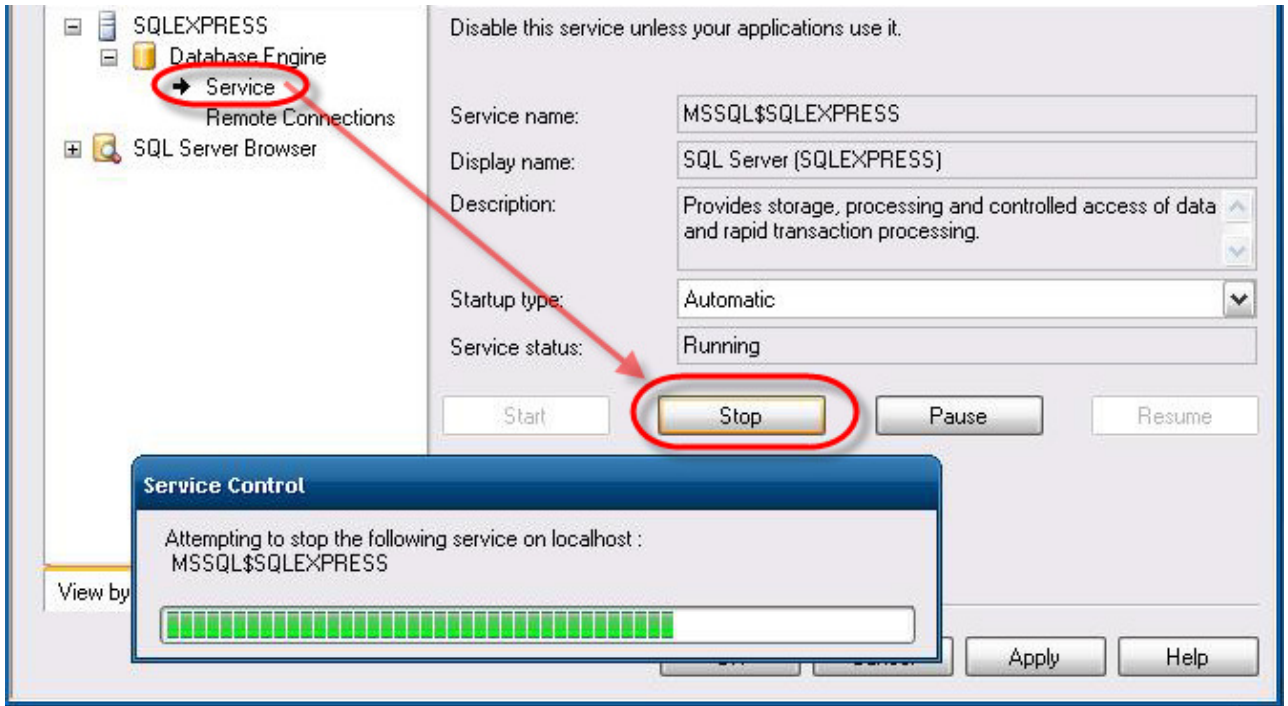 SQLEXPRESS
Database Engine
Service
Remote Connections
SQL Server Browser
Disable this service unless your applications use it.
Service name:
MSSQL$SQLEXPRESS
Display name:
SQL Server (SQLEXPRESS)
Description:
Provides storage, processing and controlled access of data
and rapid transaction processing.
Startup type:
Automatic
Service status:
Running
Start
Stop
Pause
Resume
Service Control
Attempting to stop the following service on localhost :
MSSQL$SQLEXPRESS
View by
Apply
Help